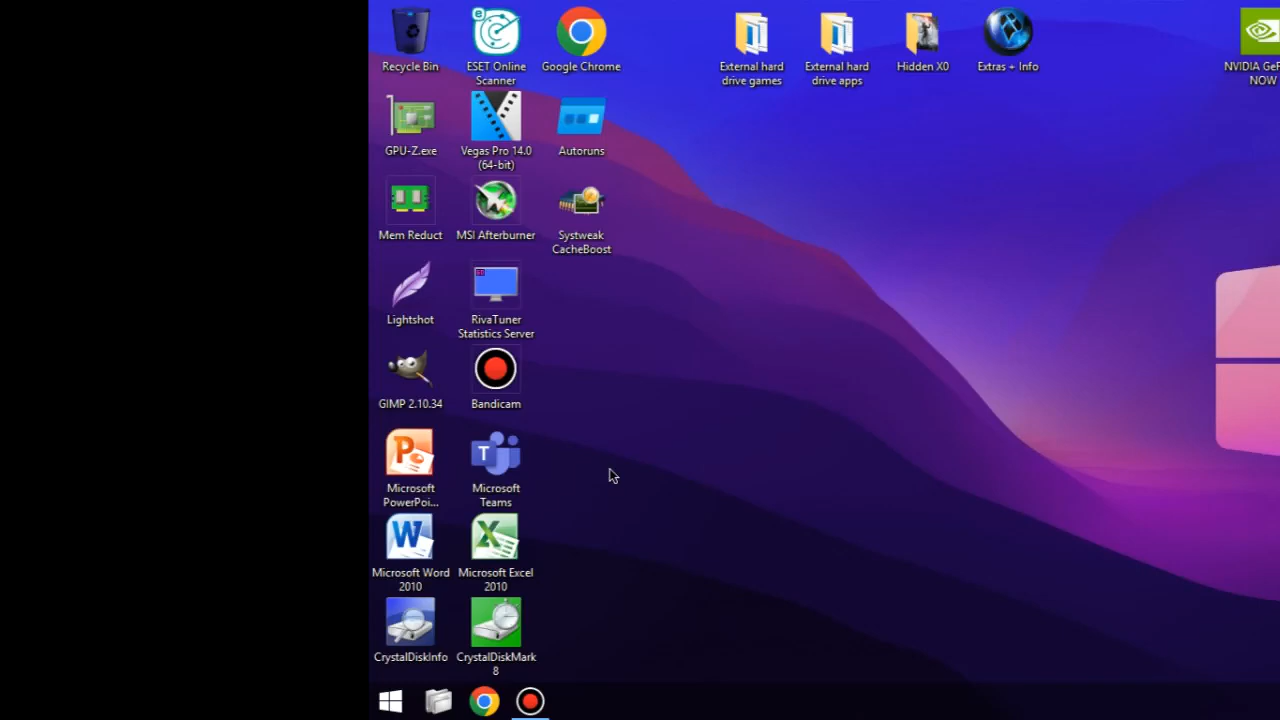 Recycle Bin
ESET Online
Scanner
Google Chrome
External hard
drive games
External hard
drive apps
Hidden X0
Extras + Info
NVIDIA GeF
NOW
GPU-Z.exe
Vegas Pro 14.0
(64-bit)
Autoruns
Mem Reduct
MSI Afterburner
Systweak
CacheBoost
Lightshot
RivaTuner
Statistics Server
GIMP 2.10.34
Bandicam
Microsoft
PowerPoi...
Microsoft
Teams
Microsoft Word
2010
Microsoft Excel
2010
CrystalDiskInfo
CrystalDiskMark
8